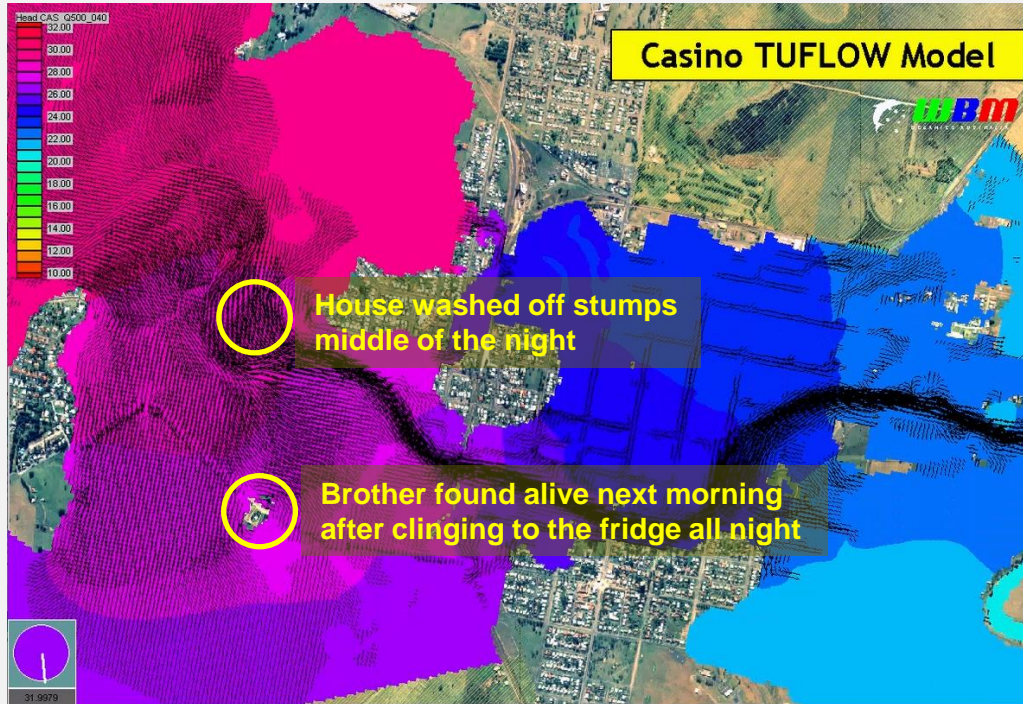 Head CAS_Q500_040
32.00
30.00
28.00
26.00
24.00
22.00
20.00
18.00
16.00
14.00
12.00
10.00
Casino TUFLOW Model
WBM
OCEANICS AUSTRALIA
House washed off stumps
middle of the night
Brother found alive next morning
after clinging to the fridge all night
31.9979